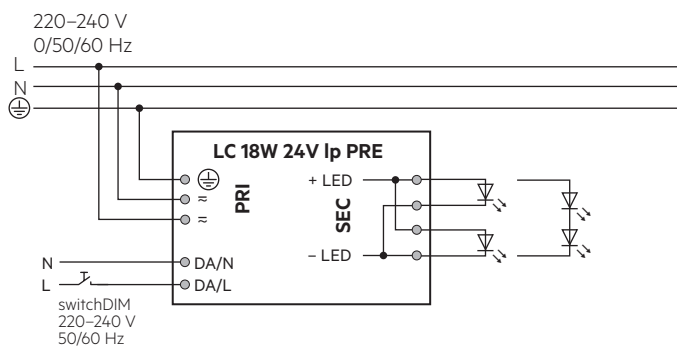 220–240 V
0/50/60 Hz
L
N
LC 18W 24V lp PRE
PRI
≂
≂
+ LED
SEC
– LED
N
DA/N
L
DA/L
switchDIM
220–240 V
50/60 Hz